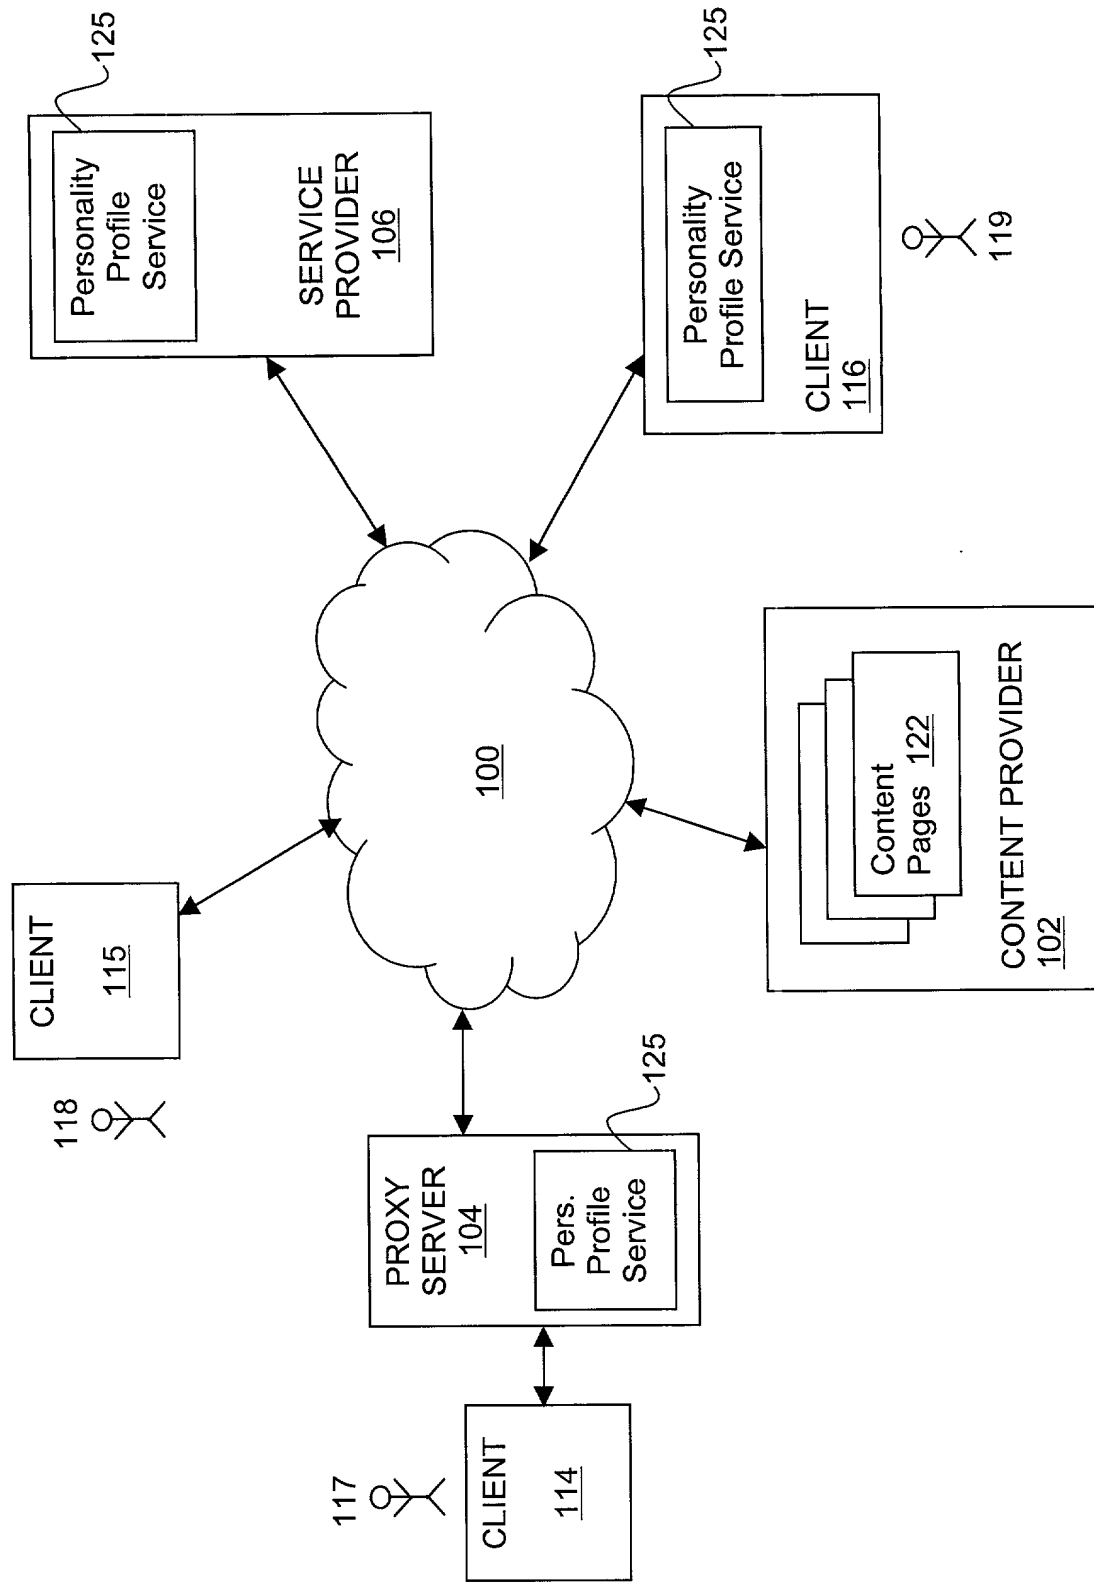 118
CLIENT
115
125
Personality
Profile
Service
SERVICE
PROVIDER
106
117
CLIENT
114
PROXY
SERVER
104
Pers.
Profile
Service
125
100
125
Personality
Profile Service
CLIENT
116
119
Content
Pages 122
CONTENT PROVIDER
102